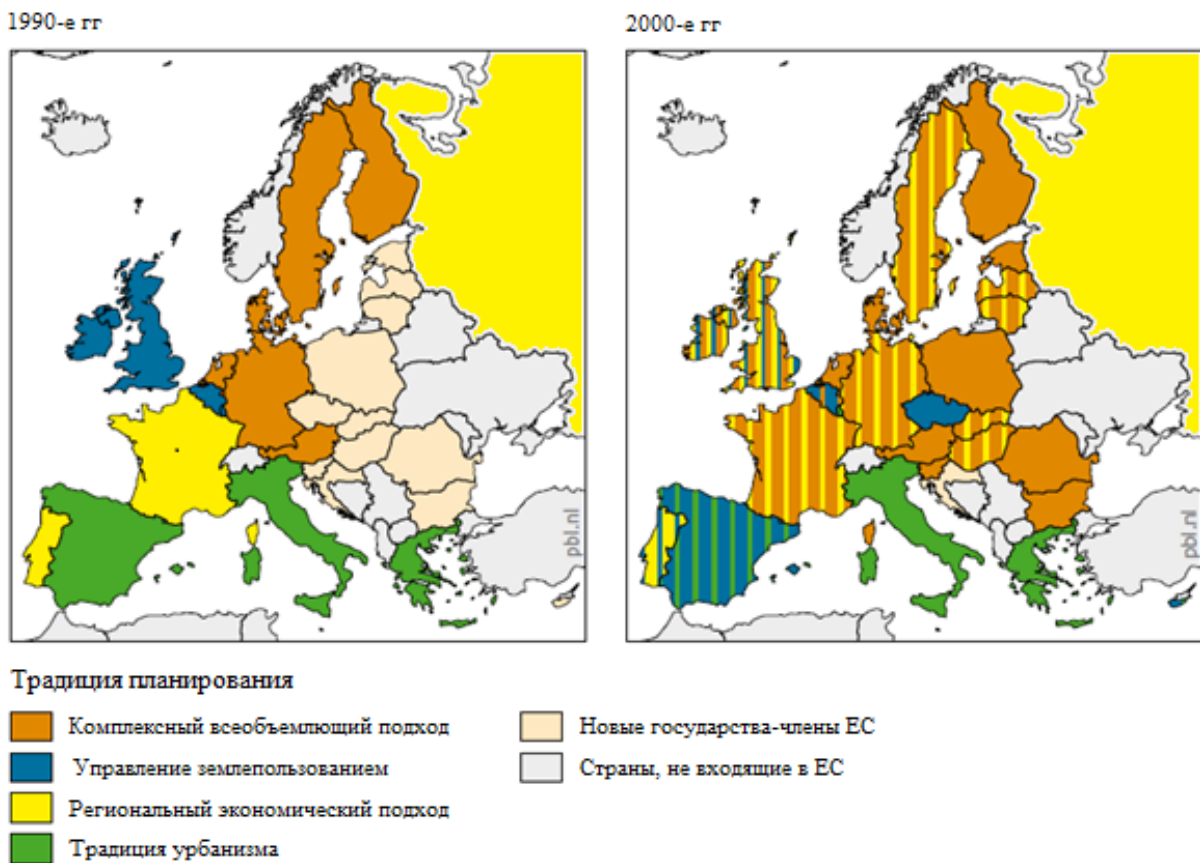 1990-е гг
2000-е гг
pbl.nl
pbl.nl
Традиция планирования
Комплексный всеобъемлющий подход
Управление землепользованием
Региональный экономический подход
Традиция урбанизма
Новые государства-члены ЕС
Страны, не входящие в ЕС